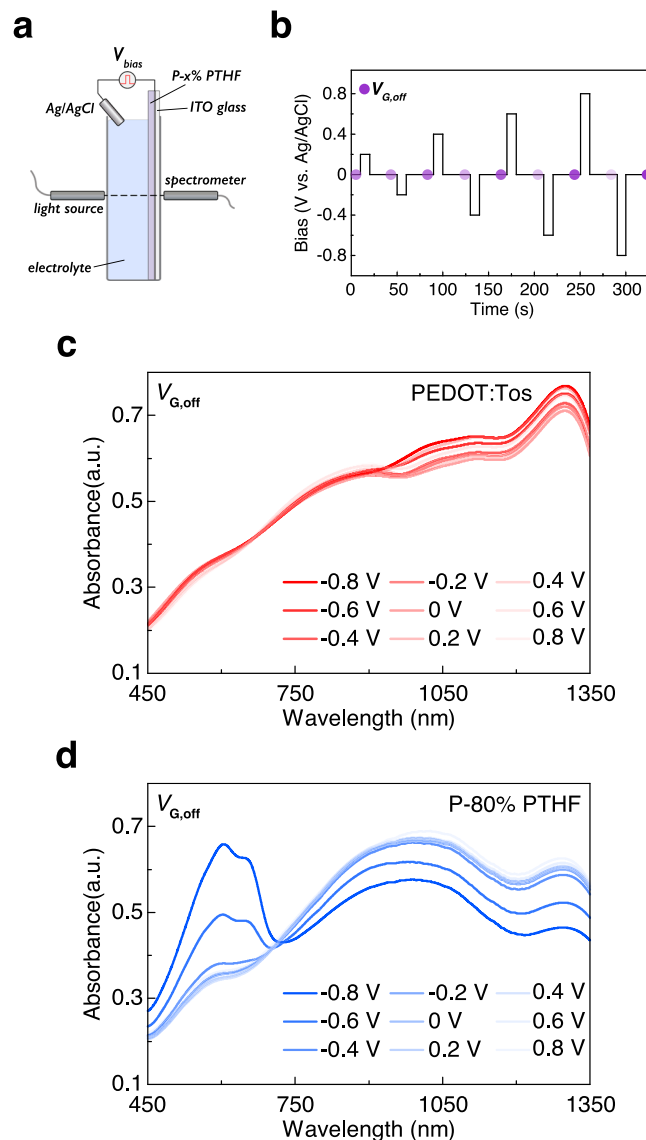 a
V_bias
P-x% PTHF
Ag/AgCl
ITO glass
light source
spectrometer
electrolyte
b
V_G,off
Bias (V vs. Ag/AgCl)
0.8
0.4
0
-0.4
-0.8
0 50 100 150 200 250 300
Time (s)
c
V_G,off PEDOT:Tos
Absorbance(a.u.)
0.7
0.5
0.3
0.1
-0.8 V -0.2 V 0.4 V
-0.6 V 0 V 0.6 V
-0.4 V 0.2 V 0.8 V
450 750 1050 1350
Wavelength (nm)
d
V_G,off P-80% PTHF
Absorbance(a.u.)
0.7
0.5
0.3
0.1
-0.8 V -0.2 V 0.4 V
-0.6 V 0 V 0.6 V
-0.4 V 0.2 V 0.8 V
450 750 1050 1350
Wavelength (nm)